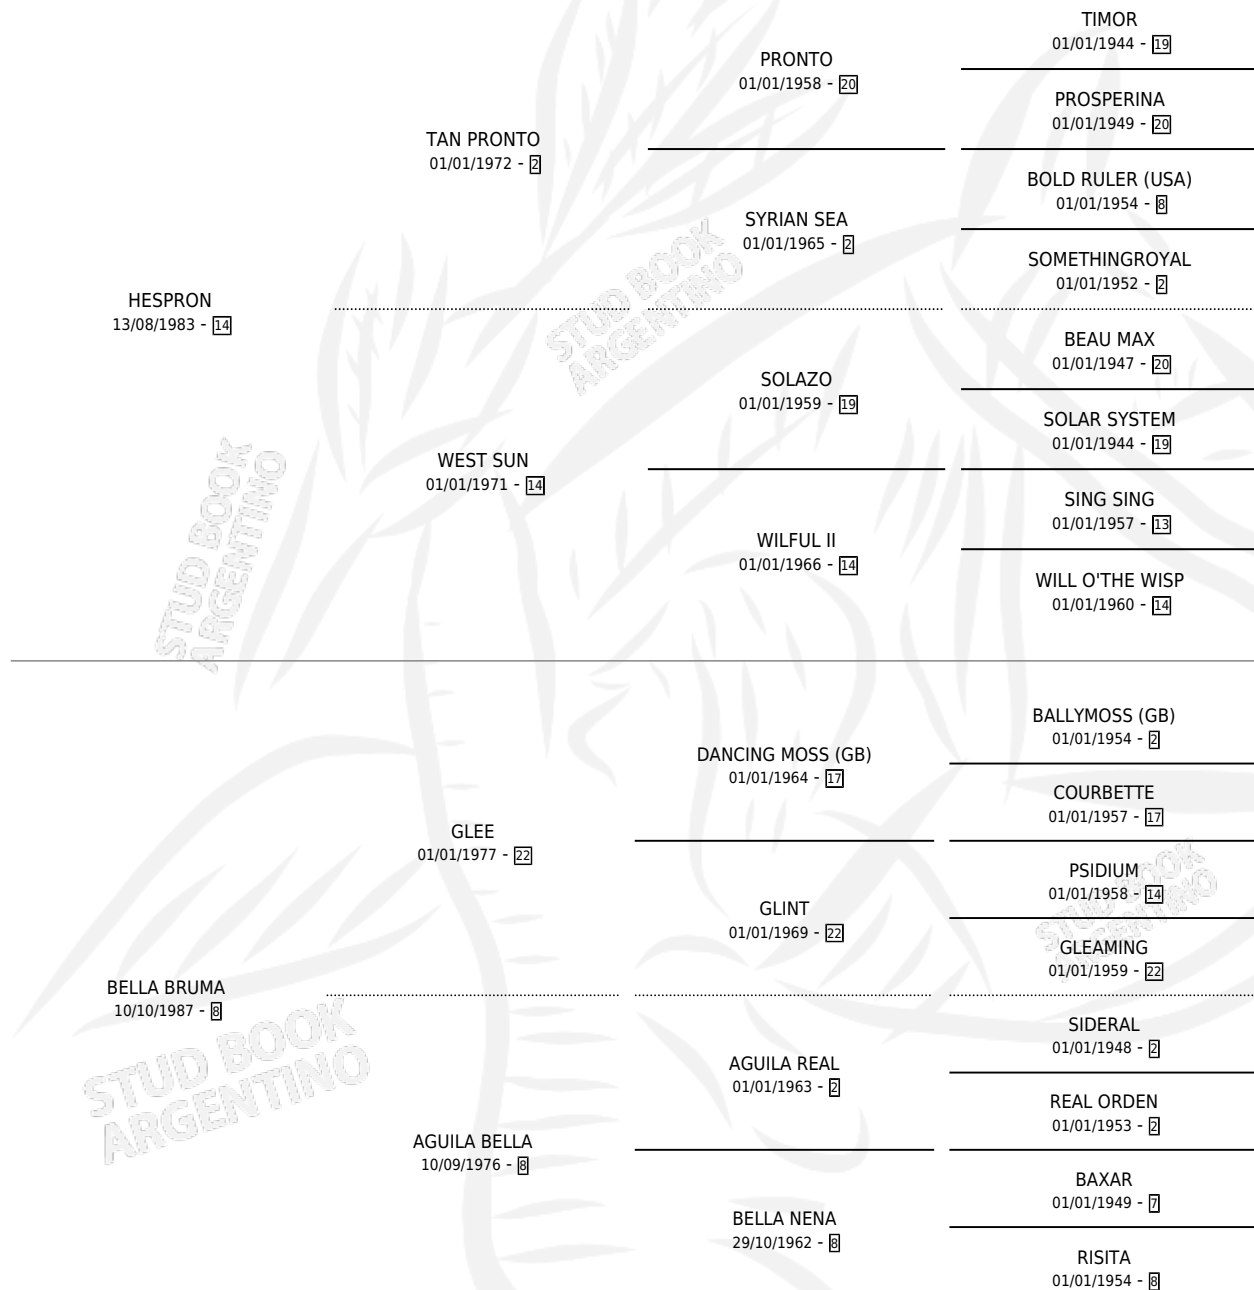 TIMOR
01/01/1944 - 19
PRONTO
01/01/1958 - 20
PROSPERINA
01/01/1949 - 20
TAN PRONTO
01/01/1972 - 2
BOLD RULER (USA)
01/01/1954 - 8
SYRIAN SEA
01/01/1965 - 2
SOMETHINGROYAL
01/01/1952 - 2
HESPRON
13/08/1983 - 14
BEAU MAX
01/01/1947 - 20
SOLAZO
01/01/1959 - 19
SOLAR SYSTEM
01/01/1944 - 19
WEST SUN
01/01/1971 - 14
SING SING
01/01/1957 - 13
WILFUL II
01/01/1966 - 14
WILL O'THE WISP
01/01/1960 - 14
BALLYMOSS (GB)
01/01/1954 - 2
DANCING MOSS (GB)
01/01/1964 - 17
COURBETTE
01/01/1957 - 17
GLEE
01/01/1977 - 22
PSIDIUM
01/01/1958 - 14
GLINT
01/01/1969 - 22
GLEAMING
01/01/1959 - 22
BELLA BRUMA
10/10/1987 - 8
SIDERAL
01/01/1948 - 2
AGUILA REAL
01/01/1963 - 2
REAL ORDEN
01/01/1953 - 2
AGUILA BELLA
10/09/1976 - 8
BAXAR
01/01/1949 - 7
BELLA NENA
29/10/1962 - 8
RISITA
01/01/1954 - 8
STUD BOOK
ARGENTINO
STUD BOOK
ARGENTINO
STUD BOOK
ARGENTINO
STUD BOOK
ARGENTINO